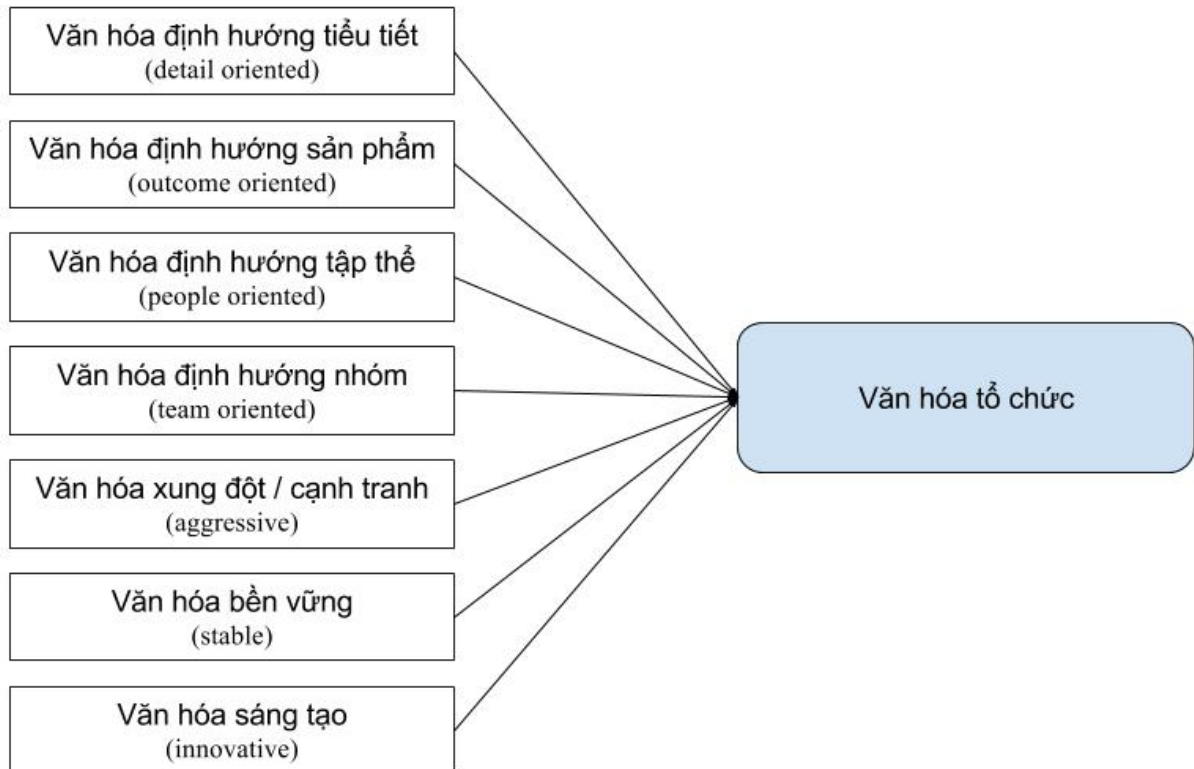 Văn hóa định hướng tiểu tiết
(detail oriented)
Văn hóa định hướng sản phẩm
(outcome oriented)
Văn hóa định hướng tập thể
(people oriented)
Văn hóa định hướng nhóm
(team oriented)
Văn hóa xung đột / cạnh tranh
(aggressive)
Văn hóa bền vững
(stable)
Văn hóa sáng tạo
(innovative)
Văn hóa tổ chức